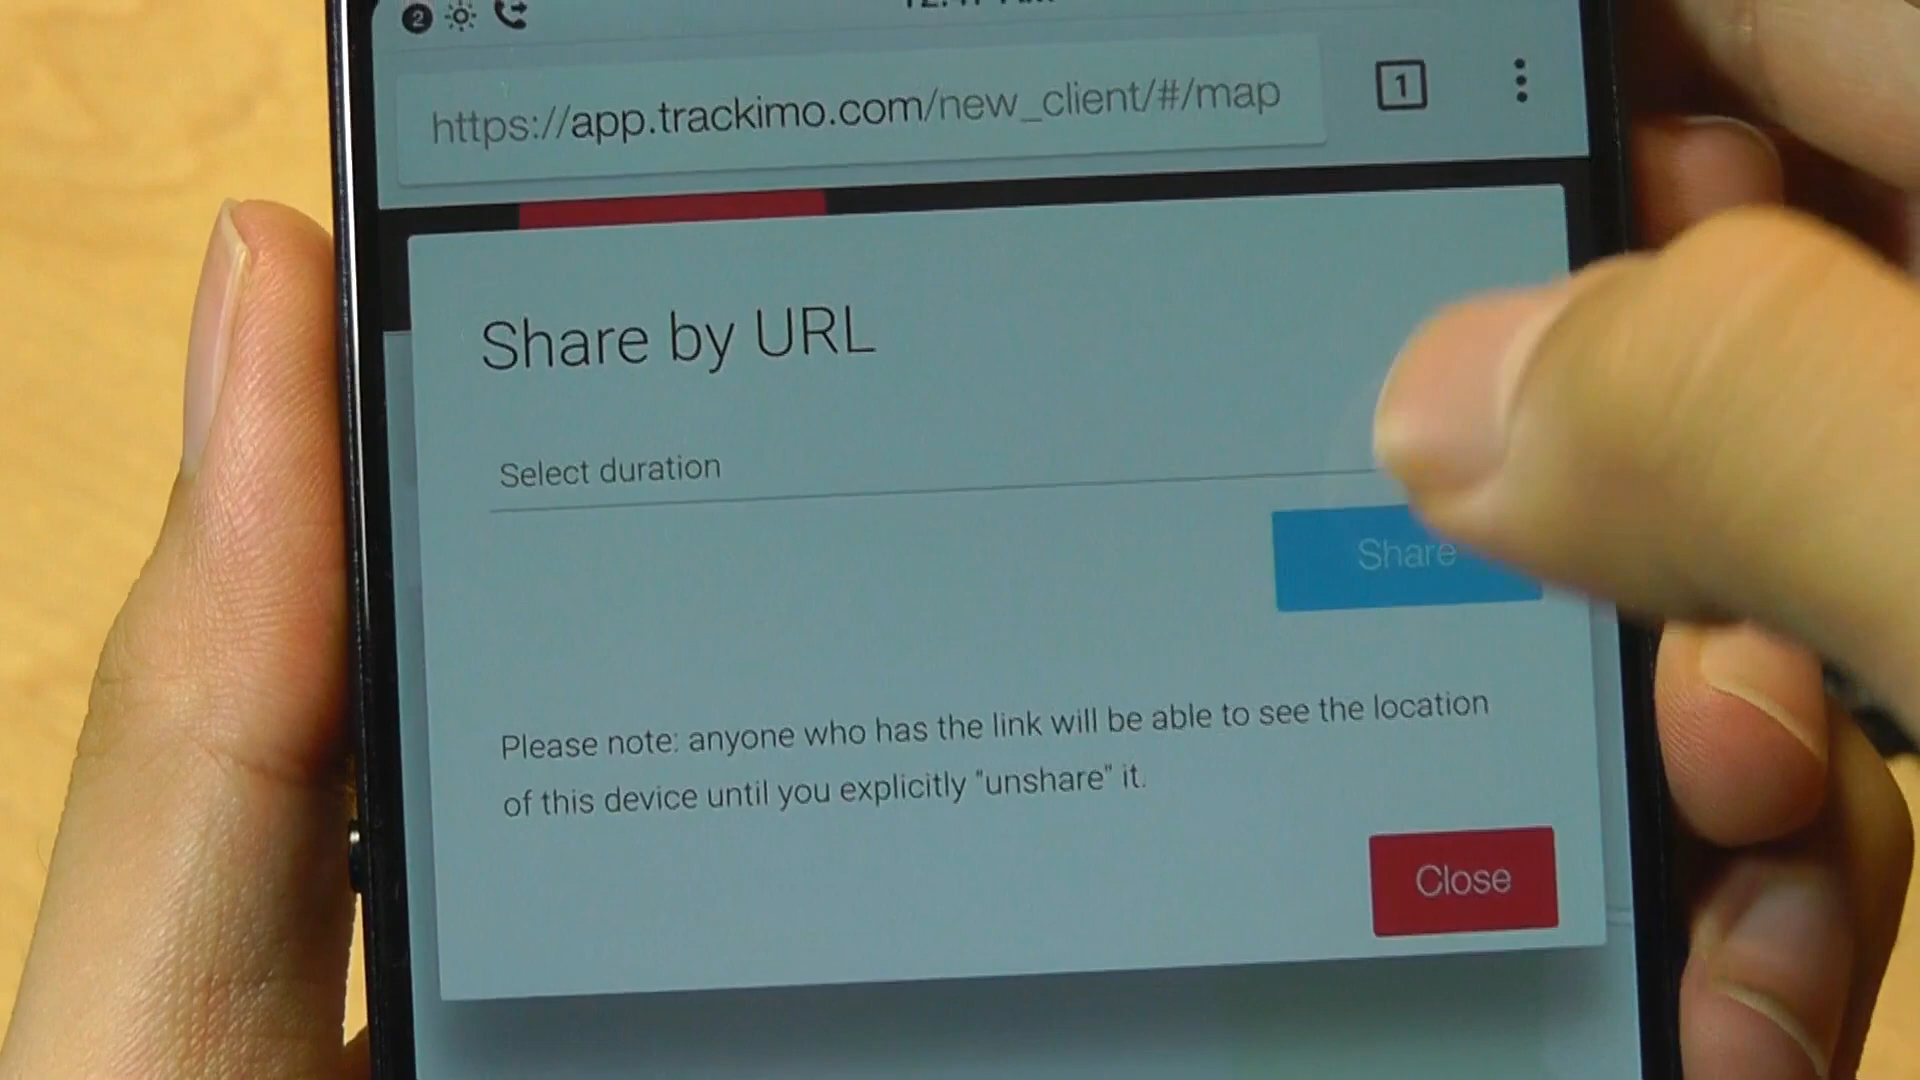 2
https://app.trackimo.com/new_client/#/map
1
Share by URL
Select duration
Share
Please note: anyone who has the link will be able to see the location
of this device until you explicitly "unshare" it.
Close